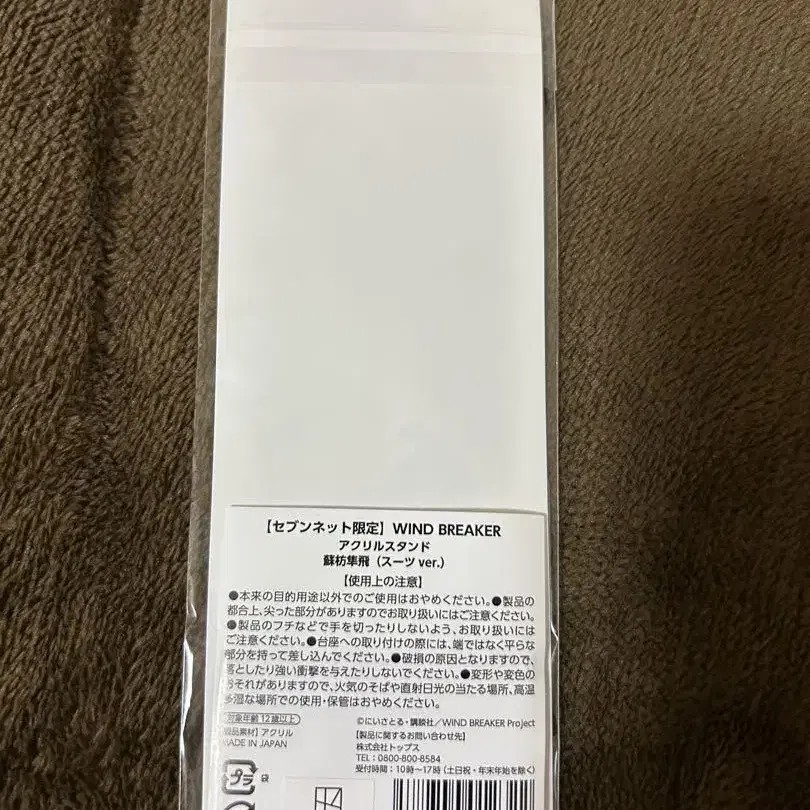 【セブンネット限定】WIND BREAKER
アクリルスタンド
蘇枋隼飛（スーツ ver.）
【使用上の注意】
●本来の目的用途以外でのご使用はおやめください。●製品の
都合上、尖った部分がありますのでお取り扱いにはご注意ください。
●製品のフチなどで手を切ったりしないよう、お取り扱いには
ご注意ください。●台座への取り付けの際には、端ではなく平らな
部分を持って差し込んでください。●破損の原因となりますので、
落としたり強い衝撃を与えたりしないでください。●変形や変色の
おそれがありますので、火気のそばや直射日光の当たる場所、高温
多湿な場所での使用・保管はおやめください。
対象年齢12歳以上
©にいさとる・講談社／WIND BREAKER Project
製品素材】アクリル
【製品に関するお問い合わせ先】
MADE IN JAPAN
株式会社トップス
TEL：0800-800-8584
受付時間：10時～17時（土日祝・年末年始を除く）
プラ 袋